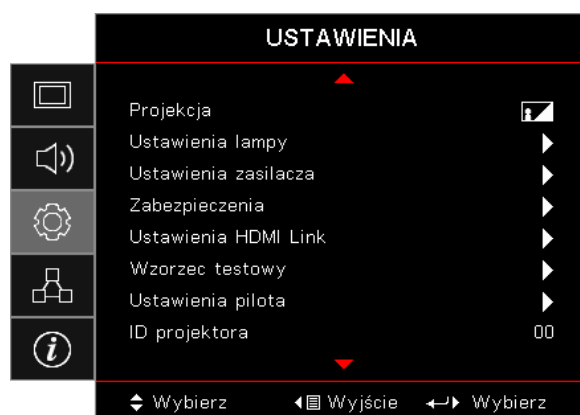 USTAWIENIA
Projekcja
Ustawienia lampy
Ustawienia zasilacza
Zabezpieczenia
Ustawienia HDMI Link
Wzorzec testowy
Ustawienia pilota
ID projektora 00
Wybierz Wyjście Wybierz